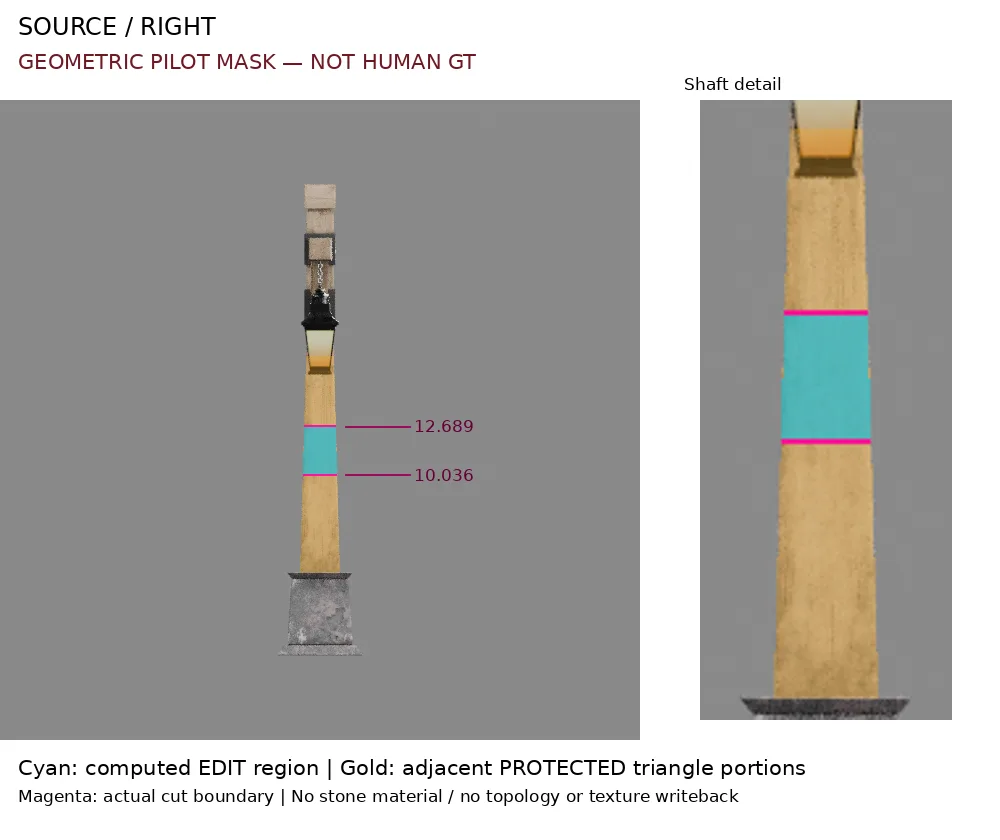 SOURCE / RIGHT
GEOMETRIC PILOT MASK — NOT HUMAN GT
Shaft detail
12.689
10.036
Cyan: computed EDIT region | Gold: adjacent PROTECTED triangle portions
Magenta: actual cut boundary | No stone material / no topology or texture writeback